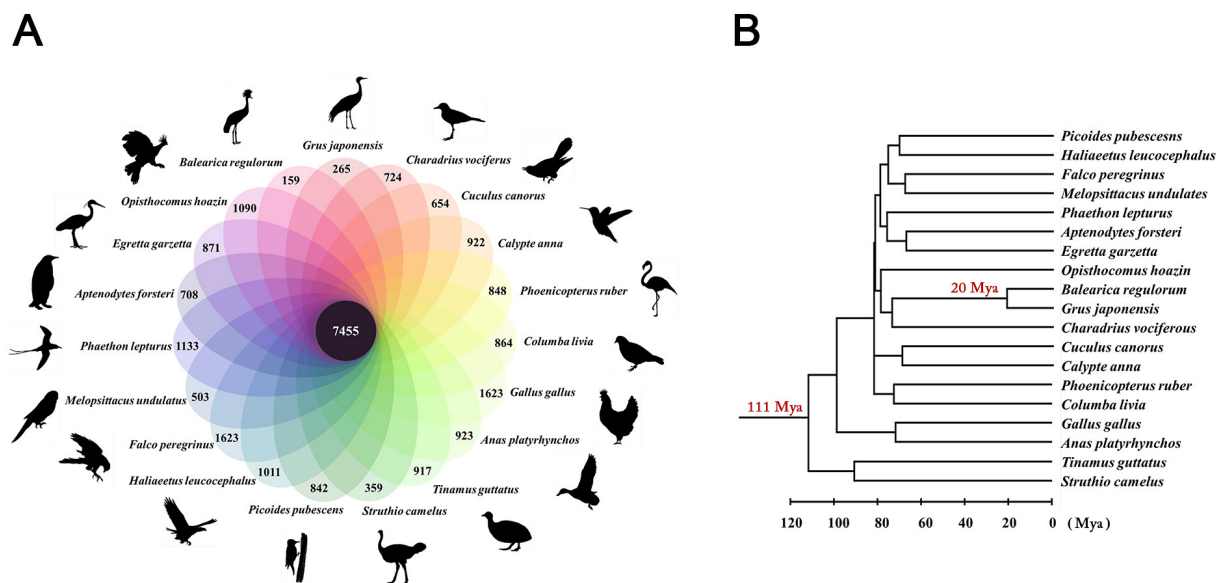 A
B
Grus japonensis
Balearica regulorum
Charadrius vociferus
Opisthocomus hoazin
Cuculus canorus
Egretta garzetta
Calypte anna
Aptenodytes forsteri
Phoenicopterus ruber
Phaethon lepturus
Columba livia
Melopsittacus undulatus
Gallus gallus
Falco peregrinus
Anas platyrhynchos
Haliaeetus leucocephalus
Tinamus guttatus
Picoides pubescens
Struthio camelus
265
159
724
1090
654
871
922
708
848
1133
7455
864
503
1623
1623
923
1011
917
842
359
Picoides pubescesns
Haliaeetus leucocephalus
Falco peregrinus
Melopsittacus undulates
Phaethon lepturus
Aptenodytes forsteri
Egretta garzetta
Opisthocomus hoazin
20 Mya
Balearica regulorum
Grus japonensis
Charadrius vociferous
Cuculus canorus
Calypte anna
Phoenicopterus ruber
Columba livia
111 Mya
Gallus gallus
Anas platyrhynchos
Tinamus guttatus
Struthio camelus
120 100 80 60 40 20 0 (Mya)